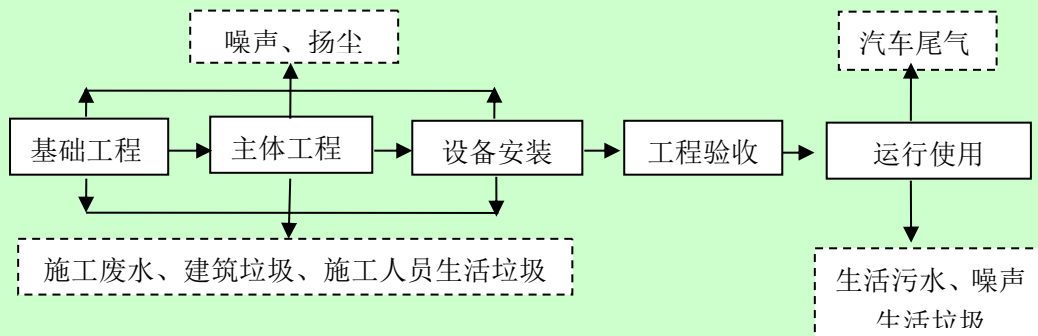 噪声、扬尘
汽车尾气
基础工程
主体工程
设备安装
工程验收
运行使用
施工废水、建筑垃圾、施工人员生活垃圾
生活污水、噪声
生活垃圾